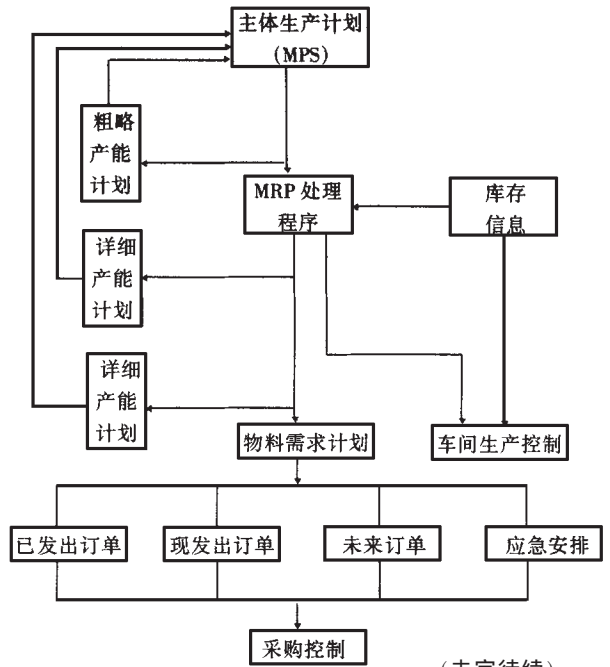 主体生产计划
(MPS)
粗略
产能
计划
MRP 处理
程序
库存
信息
详细
产能
计划
详细
产能
计划
物料需求计划
车间生产控制
已发出订单
现发出订单
未来订单
应急安排
采购控制